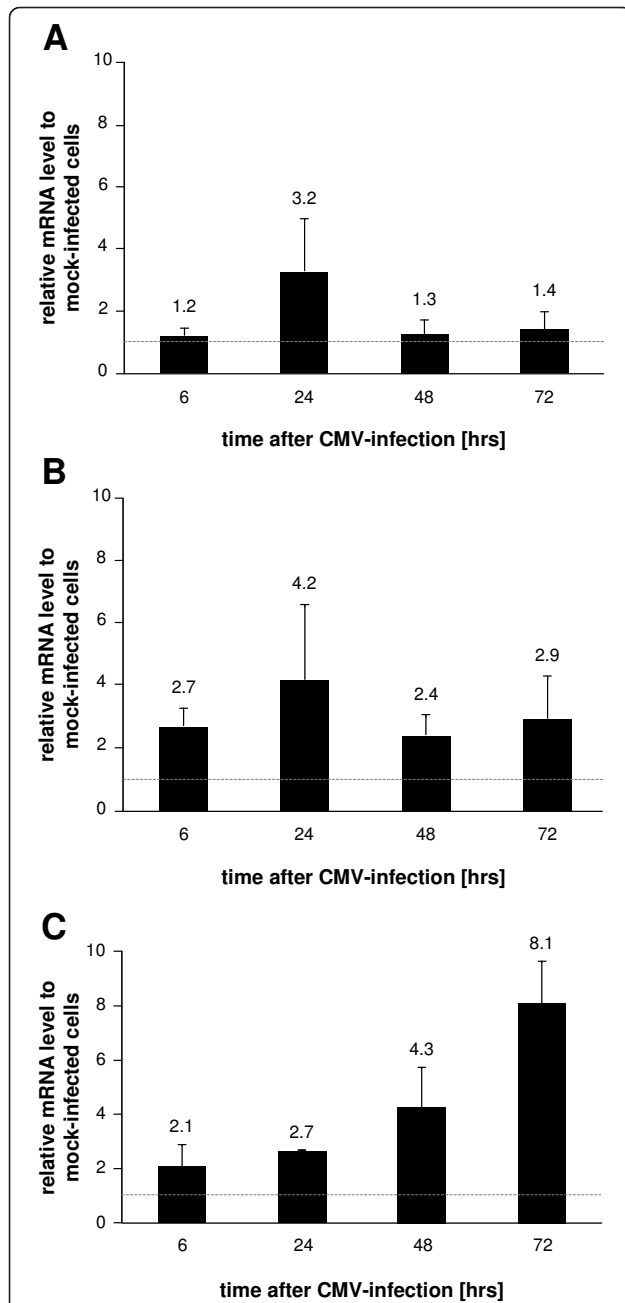 A
relative mRNA level to
mock-infected cells
10
8
6
4
2
0
1.2
3.2
1.3
1.4
6 24 48 72
time after CMV-infection [hrs]
B
relative mRNA level to
mock-infected cells
10
8
6
4
2
0
2.7
4.2
2.4
2.9
6 24 48 72
time after CMV-infection [hrs]
C
relative mRNA level to
mock-infected cells
10
8
6
4
2
0
2.1
2.7
4.3
8.1
6 24 48 72
time after CMV-infection [hrs]